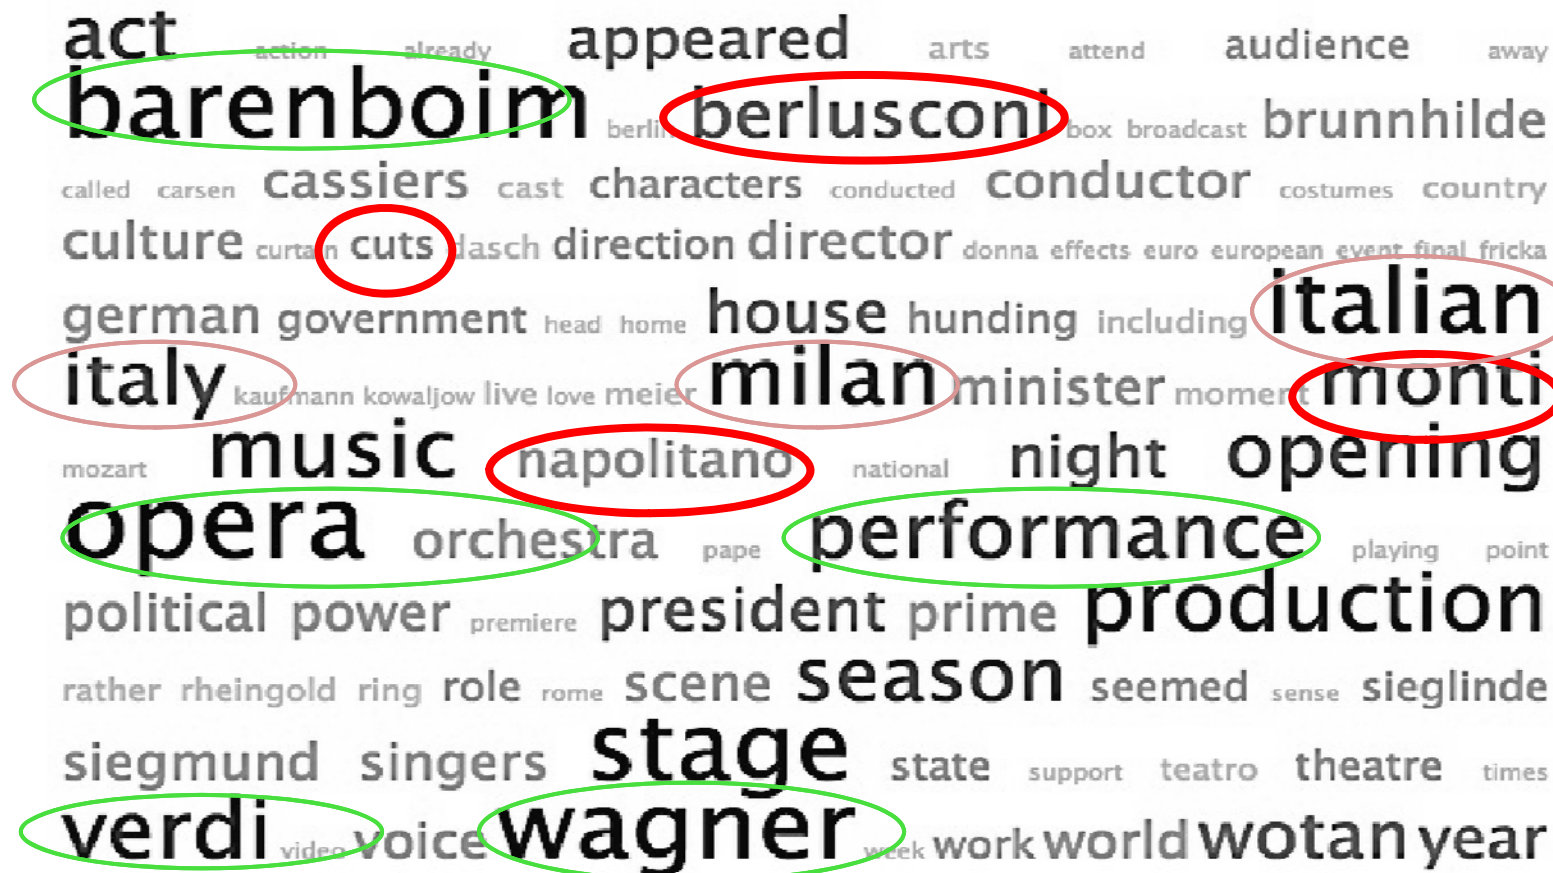 act action already appeared arts attend audience away
barenboim berlin berlusconi box broadcast brunnhilde
called carsen cassiers cast characters conducted conductor costumes country
culture curtain cuts dasch direction director donna effects euro european event final fricka
german government head home house hunding including italian
italy kaufmann kowaljow live love meier milan minister moment monti
mozart music napolitano national night opening
opera orchestra pape performance playing point
political power premiere president prime production
rather rheingold ring role rome scene season seemed sense sieglinde
siegmund singers stage state support teatro theatre times
verdi video voice wagner week work world wotan year